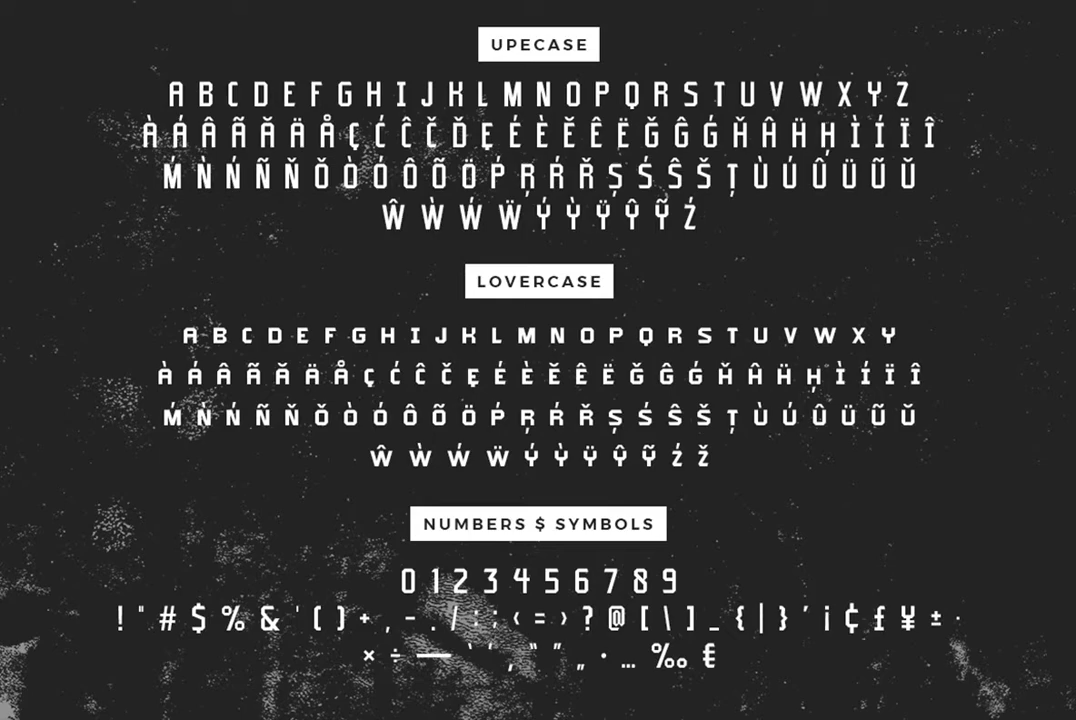 UPECASE
A B C D E F G H I J K L M N O P Q R S T U V W X Y Z
À Á Â Ã Ă Ä Å Ç Ć Ĉ Č Ď Ę É È Ĕ Ê Ë Ğ Ĝ Ǵ Ȟ Ĥ Ḧ Ḥ Ì Í Ï Î
Ḿ Ǹ Ń Ñ Ň Ŏ Ò Ó Ô Õ Ö Ṕ Ŗ Ŕ Ř Ş Ś Ŝ Š Ţ Ù Ú Û Ü Ũ Ŭ
Ŵ Ẁ Ẃ Ẅ Ý Ỳ Ÿ Ŷ Ỹ Ź
LOVERCASE
A B C D E F G H I J K L M N O P Q R S T U V W X Y
À Á Â Ã Ă Ä Å Ç Ć Ĉ Č Ę É È Ĕ Ê Ë Ğ Ĝ Ǵ Ȟ Ĥ Ḧ Ḥ Ì Í Ï Î
Ḿ Ǹ Ń Ñ Ň Ŏ Ò Ó Ô Õ Ö Ṕ Ŗ Ŕ Ř Ş Ś Ŝ Š Ţ Ù Ú Û Ü Ũ Ŭ
Ŵ Ẁ Ẃ Ẅ Ý Ỳ Ÿ Ŷ Ỹ Ź Ž
NUMBERS $ SYMBOLS
0 1 2 3 4 5 6 7 8 9
! " # $ % & ' ( ) + , - . / : ; ‹ = › ? @ [ \ ] _ { | } ´ ¡ ¢ £ ¥ ± ·
× ÷ — ‘ ’ ‚ “ ” „ • … ‰ €